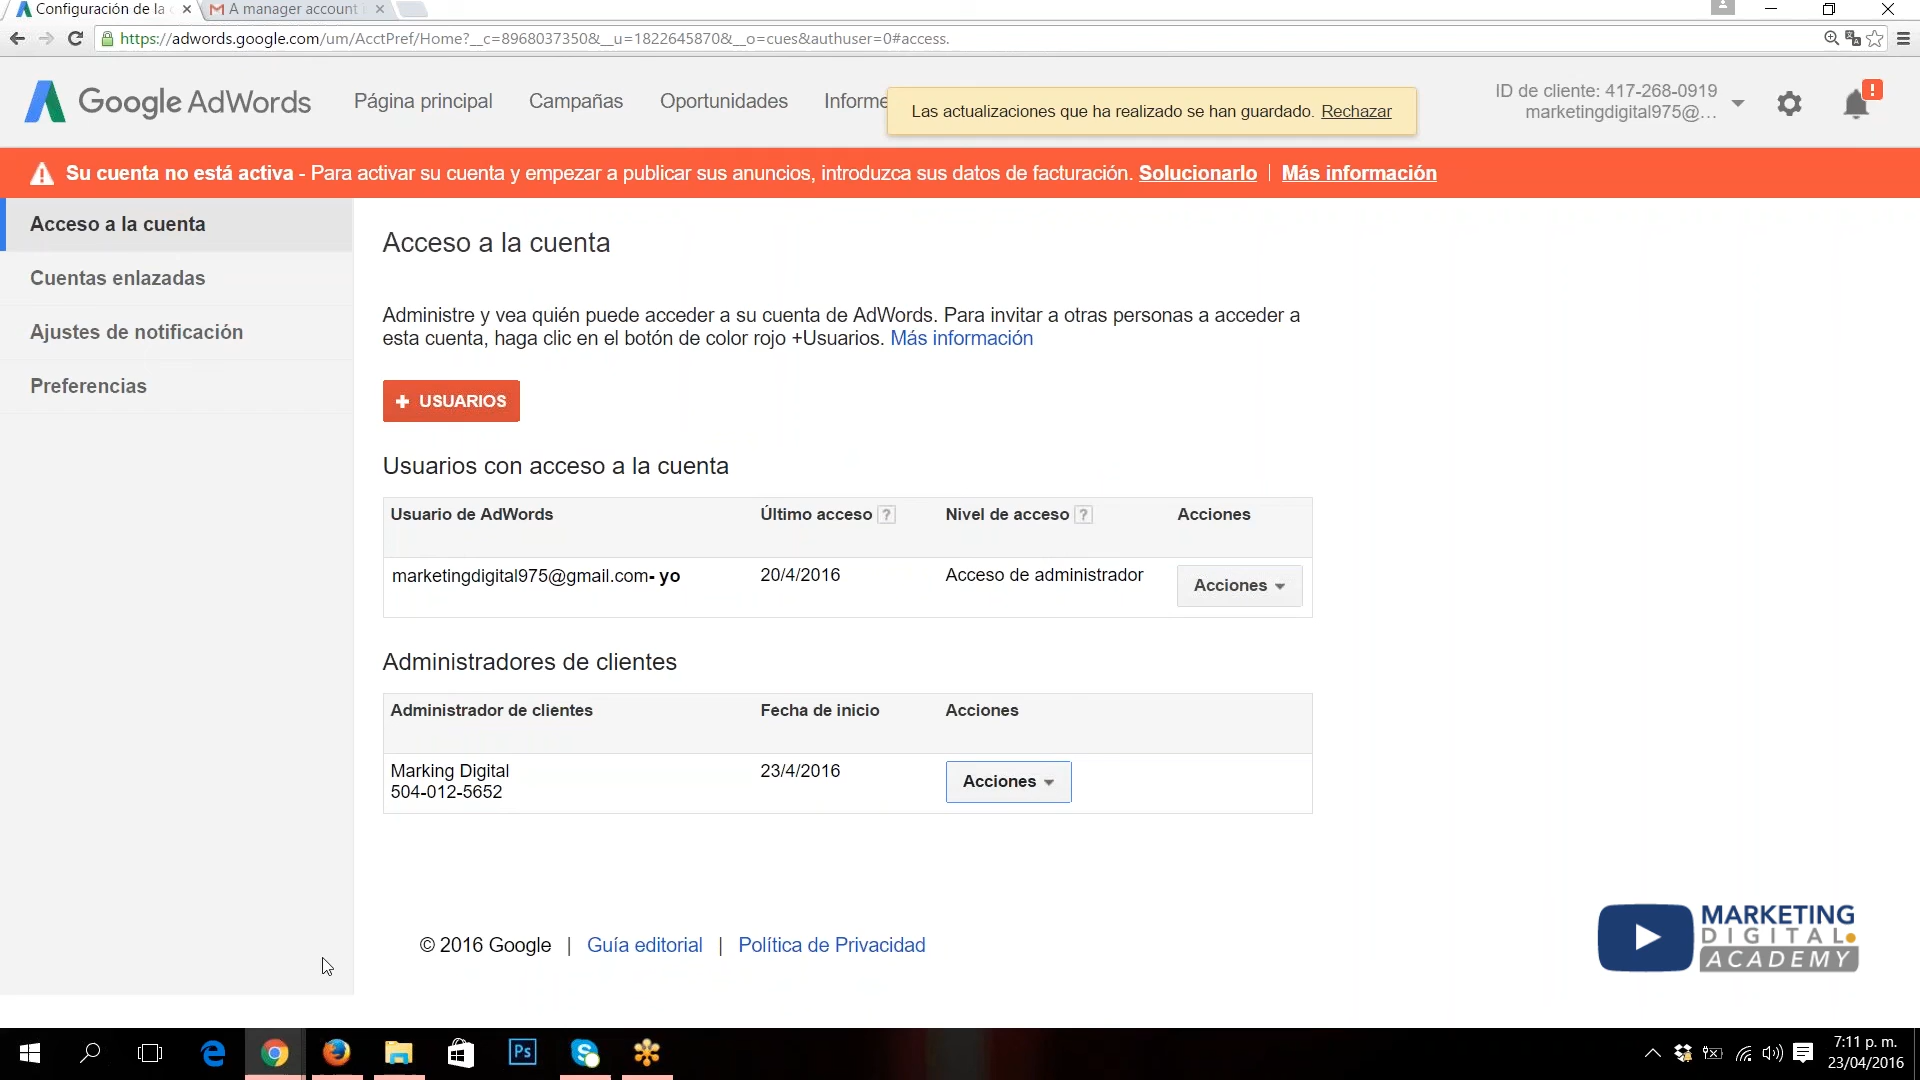 Configuración de la
A manager account
https://adwords.google.com/um/AcctPref/Home?__c=8968037350&__u=1822645870&__o=cues&authuser=0#access.
Google AdWords
Página principal
Campañas
Oportunidades
Informe
Las actualizaciones que ha realizado se han guardado. Rechazar
ID de cliente: 417-268-0919
marketingdigital975@...
!
Su cuenta no está activa - Para activar su cuenta y empezar a publicar sus anuncios, introduzca sus datos de facturación. Solucionarlo | Más información
Acceso a la cuenta
Cuentas enlazadas
Ajustes de notificación
Preferencias
Acceso a la cuenta
Administre y vea quién puede acceder a su cuenta de AdWords. Para invitar a otras personas a acceder a
esta cuenta, haga clic en el botón de color rojo +Usuarios. Más información
+ USUARIOS
Usuarios con acceso a la cuenta
Usuario de AdWords
Último acceso ?
Nivel de acceso ?
Acciones
marketingdigital975@gmail.com- yo
20/4/2016
Acceso de administrador
Acciones
Administradores de clientes
Administrador de clientes
Fecha de inicio
Acciones
Marking Digital
504-012-5652
23/4/2016
Acciones
© 2016 Google | Guía editorial | Política de Privacidad
MARKETING
DIGITAL
ACADEMY
Ps
7:11 p. m.
23/04/2016